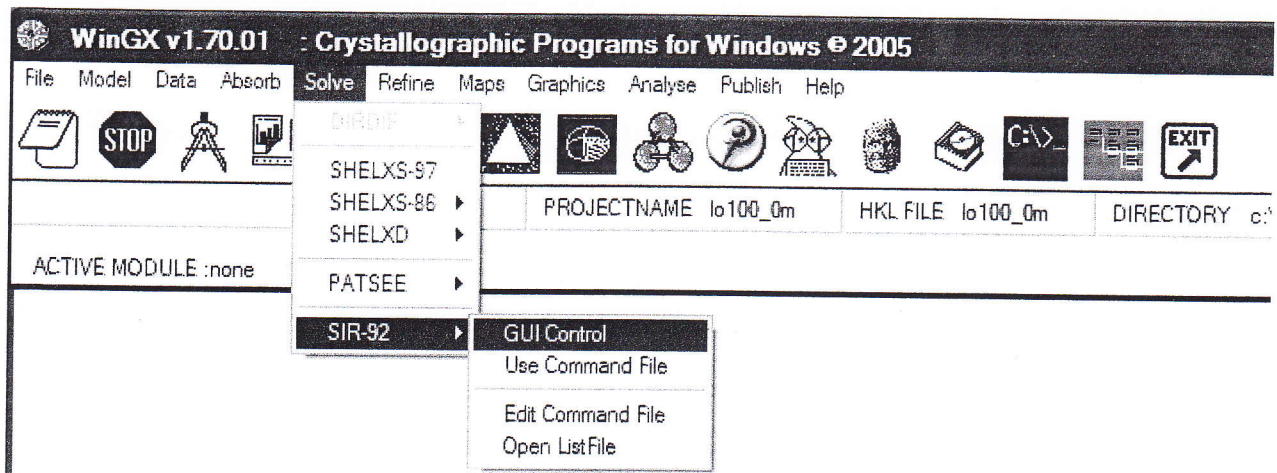 WinGX v1.70.01 : Crystallographic Programs for Windows © 2005
File Model Data Absorb Solve Refine Maps Graphics Analyse Publish Help
STOP C:\>_ EXIT
DIRDIF
SHELXS-97
SHELXS-86
SHELXD
PATSEE
SIR-92
PROJECTNAME lo100_0m HKL FILE lo100_0m DIRECTORY c:\
ACTIVE MODULE :none
GUI Control
Use Command File
Edit Command File
Open ListFile